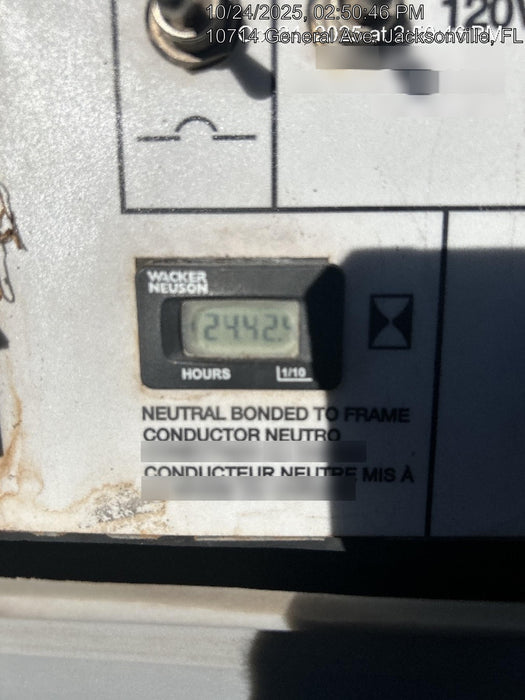 10/24/2025, 02:50:46 PM
10714 General Ave. Jacksonville, FL
120V
WACKER
NEUSON
HOURS 1/10
NEUTRAL BONDED TO FRAME
CONDUCTOR NEUTRO
CONDUCTEUR NEUTRE MIS À